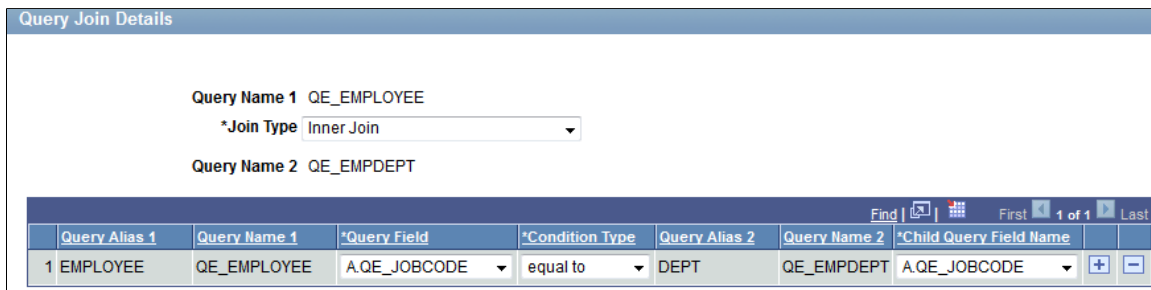 Query Join Details
Query Name 1 QE_EMPLOYEE
*Join Type Inner Join
Query Name 2 QE_EMPDEPT
Find | | First 1 of 1 Last
Query Alias 1 Query Name 1 *Query Field *Condition Type Query Alias 2 Query Name 2 *Child Query Field Name
1 EMPLOYEE QE_EMPLOYEE A.QE_JOBCODE equal to DEPT QE_EMPDEPT A.QE_JOBCODE